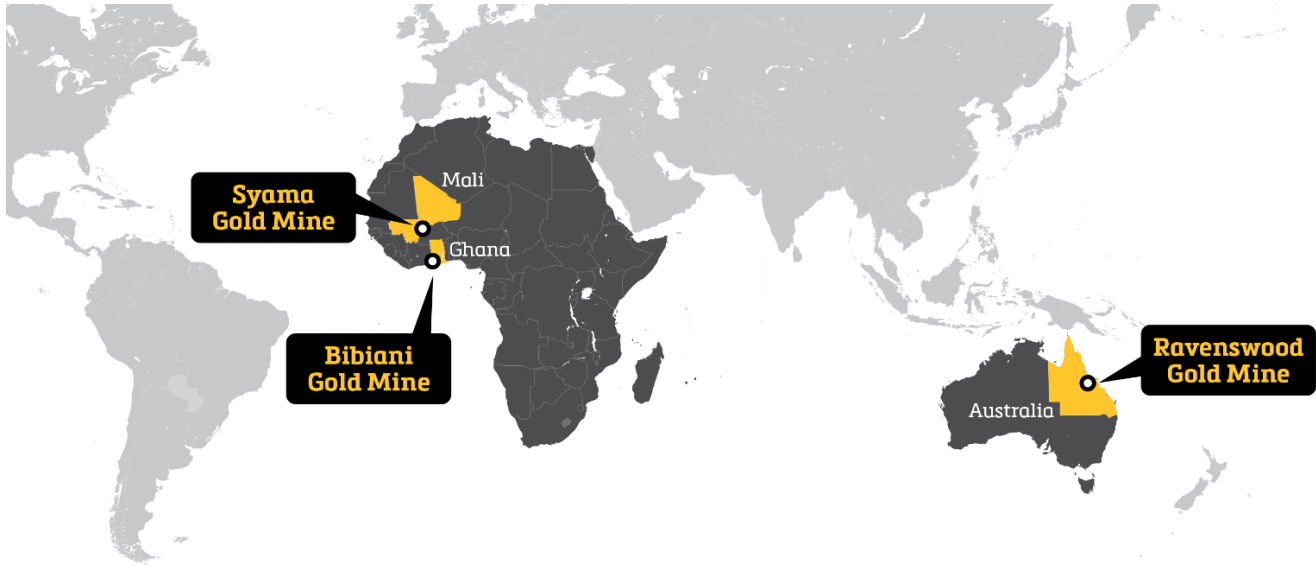 Syama
Gold Mine
Mali
Ghana
Bibiani
Gold Mine
Ravenswood
Gold Mine
Australia